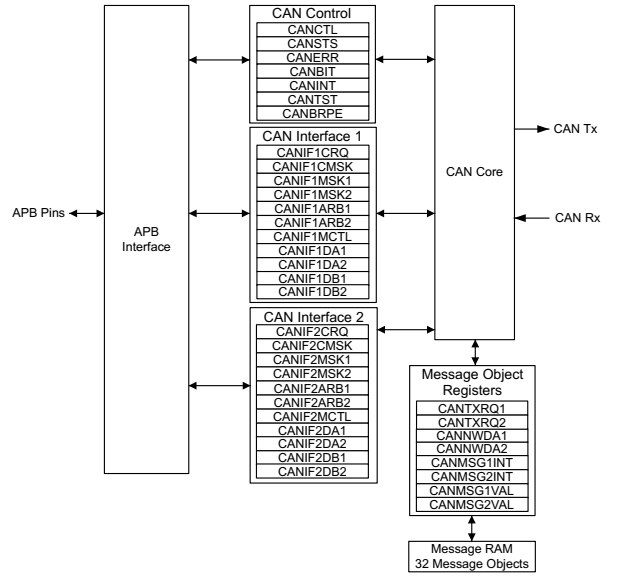 CAN Control
CANCTL
CANSTS
CANERR
CANBIT
CANINT
CANTST
CANBRPE
CAN Interface 1
CANIF1CRQ
CANIF1CMSK
CANIF1MSK1
CANIF1MSK2
CANIF1ARB1
CANIF1ARB2
CANIF1MCTL
CANIF1DA1
CANIF1DA2
CANIF1DB1
CANIF1DB2
CAN Interface 2
CANIF2CRQ
CANIF2CMSK
CANIF2MSK1
CANIF2MSK2
CANIF2ARB1
CANIF2ARB2
CANIF2MCTL
CANIF2DA1
CANIF2DA2
CANIF2DB1
CANIF2DB2
APB Pins
APB
Interface
CAN Core
CAN Tx
CAN Rx
Message Object
Registers
CANTXRQ1
CANTXRQ2
CANNWDA1
CANNWDA2
CANMSG1INT
CANMSG2INT
CANMSG1VAL
CANMSG2VAL
Message RAM
32 Message Objects